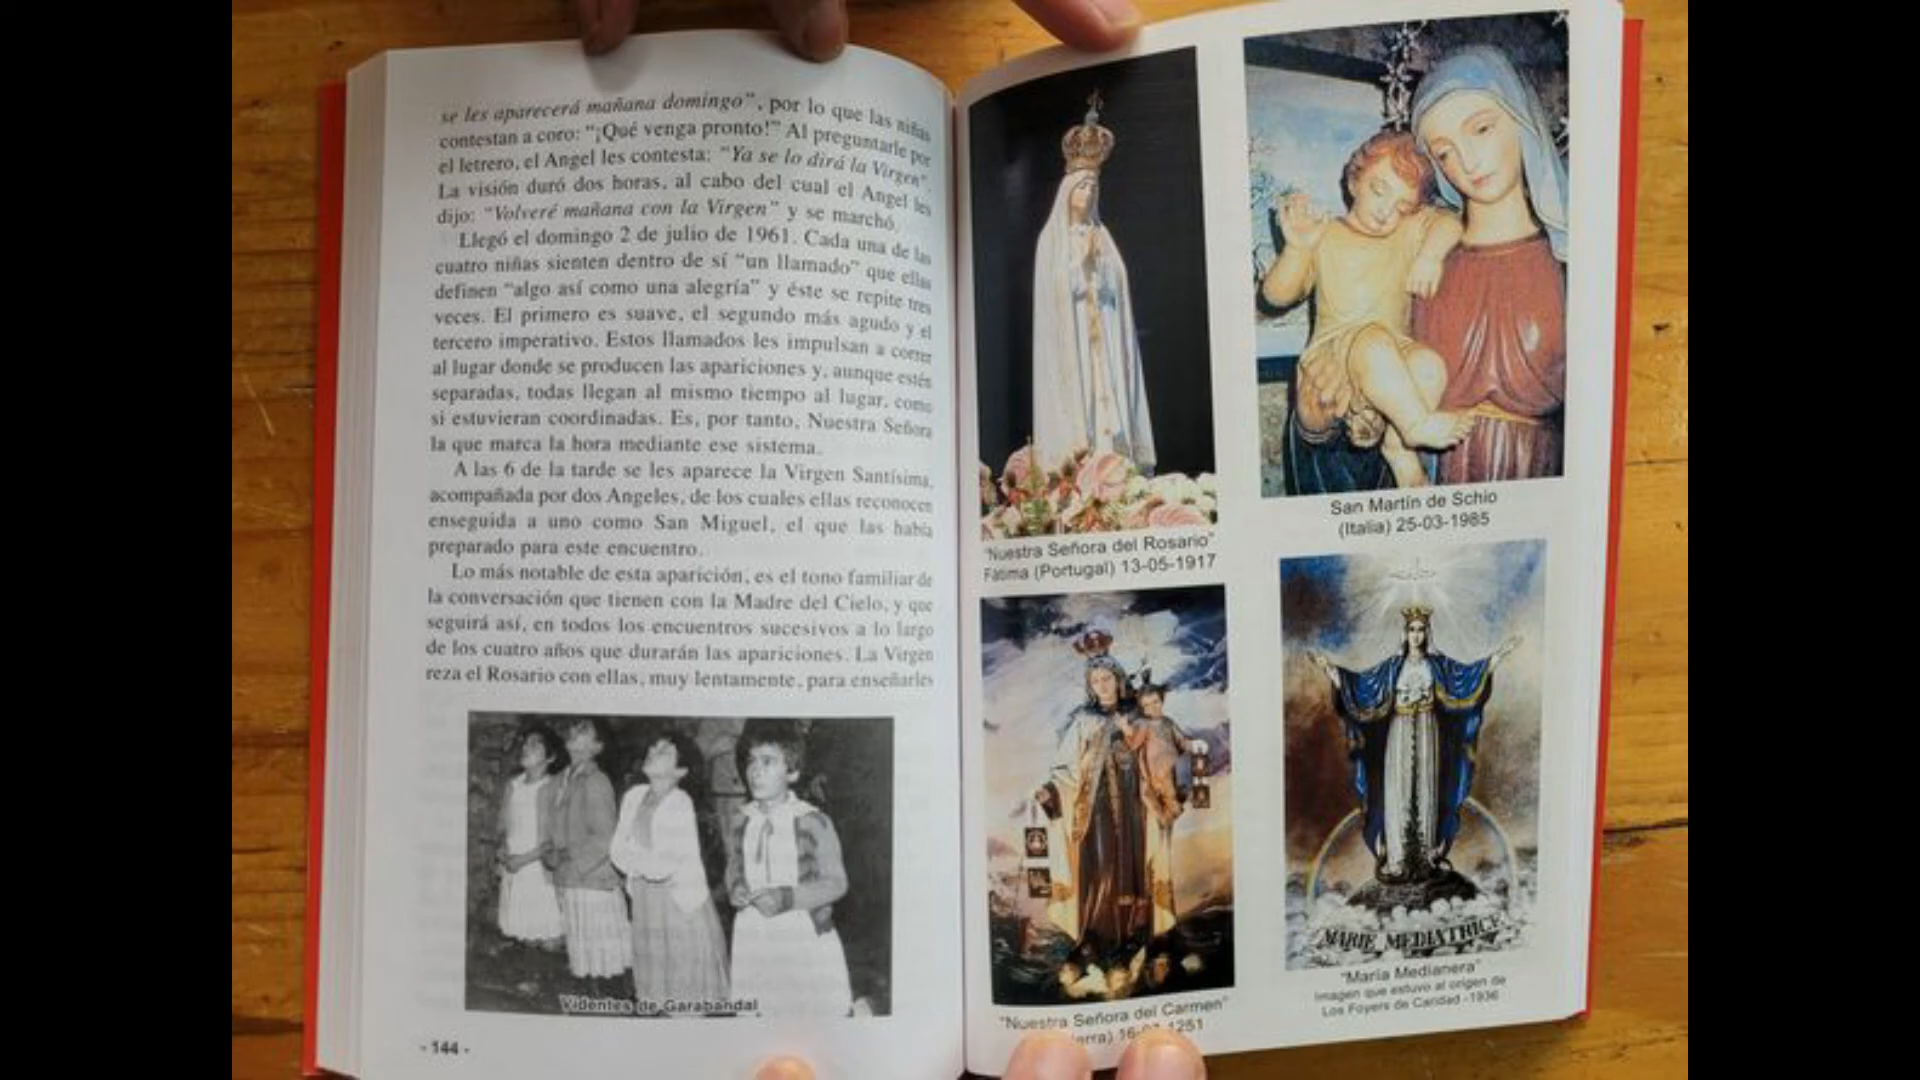 se les aparecerá mañana domingo", por lo que las niñas
contestan a coro: "¡Qué venga pronto!" Al preguntarle por
el letrero, el Angel les contesta: "Ya se lo dirá la Virgen".
La visión duró dos horas, al cabo del cual el Angel les
dijo: "Volveré mañana con la Virgen" y se marchó.
Llegó el domingo 2 de julio de 1961. Cada una de las
cuatro niñas sienten dentro de sí "un llamado" que ellas
definen "algo así como una alegría" y éste se repite tres
veces. El primero es suave, el segundo más agudo y el
tercero imperativo. Estos llamados les impulsan a correr
al lugar donde se producen las apariciones y, aunque estén
separadas, todas llegan al mismo tiempo al lugar, como
si estuvieran coordinadas. Es, por tanto, Nuestra Señora
la que marca la hora mediante ese sistema.
A las 6 de la tarde se les aparece la Virgen Santísima,
acompañada por dos Angeles, de los cuales ellas reconocen
enseguida a uno como San Miguel, el que las había
preparado para este encuentro.
Lo más notable de esta aparición, es el tono familiar de
la conversación que tienen con la Madre del Cielo, y que
seguirá así, en todos los encuentros sucesivos a lo largo
de los cuatro años que durarán las apariciones. La Virgen
reza el Rosario con ellas, muy lentamente, para enseñarles
Videntes de Garabandal
- 144 -
"Nuestra Señora del Rosario"
Fátima (Portugal) 13-05-1917
San Martín de Schio
(Italia) 25-03-1985
"Nuestra Señora del Carmen"
1251
MARIE MEDIATRICE
"María Medianera"
Imagen que estuvo al origen de
Los Foyers de Caridad -1936